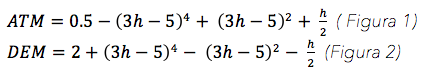 ATM = 0.5 − (3h − 5)⁴ + (3h − 5)² + h/2 ( Figura 1)
DEM = 2 + (3h − 5)⁴ − (3h − 5)² − h/2 (Figura 2)